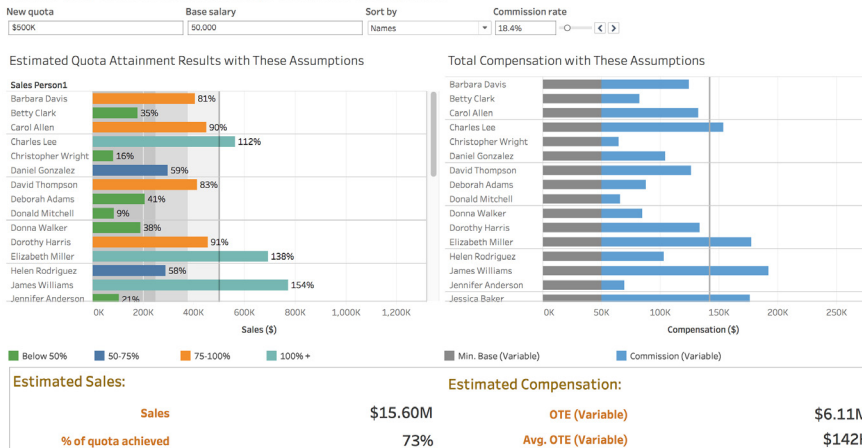 New quota
Base salary
Sort by
Commission rate
$500K
50,000
Names
18.4%
Estimated Quota Attainment Results with These Assumptions
Sales Person1
Barbara Davis 81%
Betty Clark 35%
Carol Allen 90%
Charles Lee 112%
Christopher Wright 16%
Daniel Gonzalez 59%
David Thompson 83%
Deborah Adams 41%
Donald Mitchell 9%
Donna Walker 38%
Dorothy Harris 91%
Elizabeth Miller 138%
Helen Rodriguez 58%
James Williams 154%
Jennifer Anderson 21%
0K 200K 400K 600K 800K 1,000K 1,200K
Sales ($)
Below 50% 50-75% 75-100% 100% +
Total Compensation with These Assumptions
Barbara Davis
Betty Clark
Carol Allen
Charles Lee
Christopher Wright
Daniel Gonzalez
David Thompson
Deborah Adams
Donald Mitchell
Donna Walker
Dorothy Harris
Elizabeth Miller
Helen Rodriguez
James Williams
Jennifer Anderson
Jessica Baker
0K 50K 100K 150K 200K 250K
Compensation ($)
Min. Base (Variable) Commission (Variable)
Estimated Sales:
Sales $15.60M
% of quota achieved 73%
Estimated Compensation:
OTE (Variable) $6.11M
Avg. OTE (Variable)